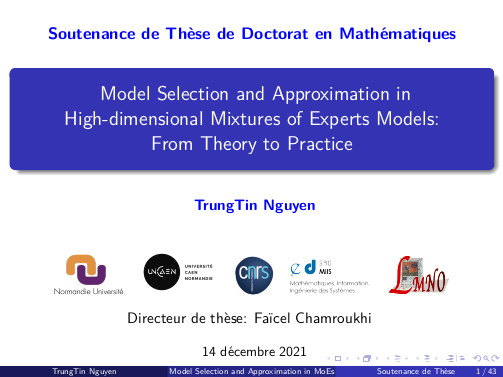 Soutenance de Thèse de Doctorat en Mathématiques
Model Selection and Approximation in
High-dimensional Mixtures of Experts Models:
From Theory to Practice
TrungTin Nguyen
Normandie Université
UNICAEN
UNIVERSITÉ
CAEN
NORMANDIE
cnrs
MIIS
Mathématiques, Information,
Ingénierie des Systèmes
LMNO
Directeur de thèse: Faïcel Chamroukhi
14 décembre 2021
TrungTin Nguyen Model Selection and Approximation in MoEs Soutenance de Thèse 1 / 43